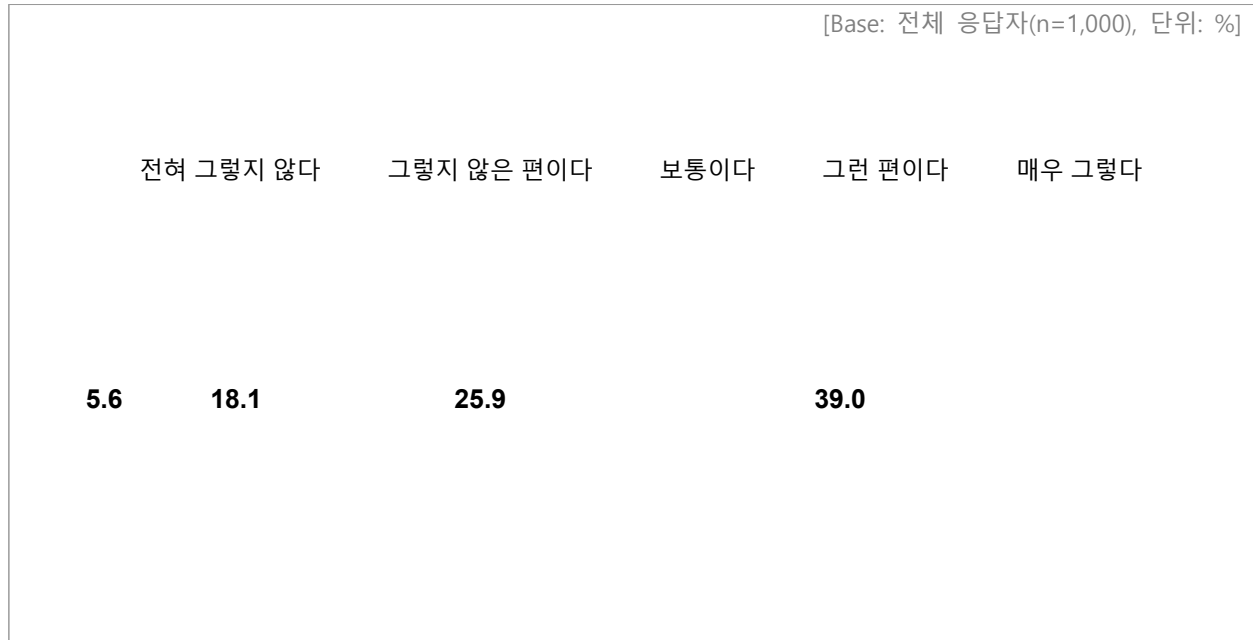 [Base: 전체 응답자(n=1,000), 단위: %]
전혀 그렇지 않다 그렇지 않은 편이다 보통이다 그런 편이다 매우 그렇다
5.6 18.1 25.9 39.0